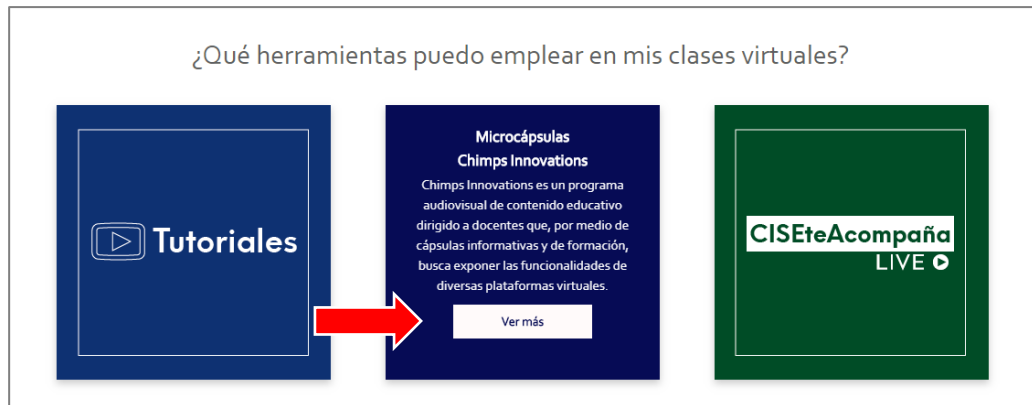 ¿Qué herramientas puedo emplear en mis clases virtuales?
Tutoriales
Microcápsulas
Chimps Innovations
Chimps Innovations es un programa
audiovisual de contenido educativo
dirigido a docentes que, por medio de
cápsulas informativas y de formación,
busca exponer las funcionalidades de
diversas plataformas virtuales.
Ver más
CISEteAcompaña
LIVE